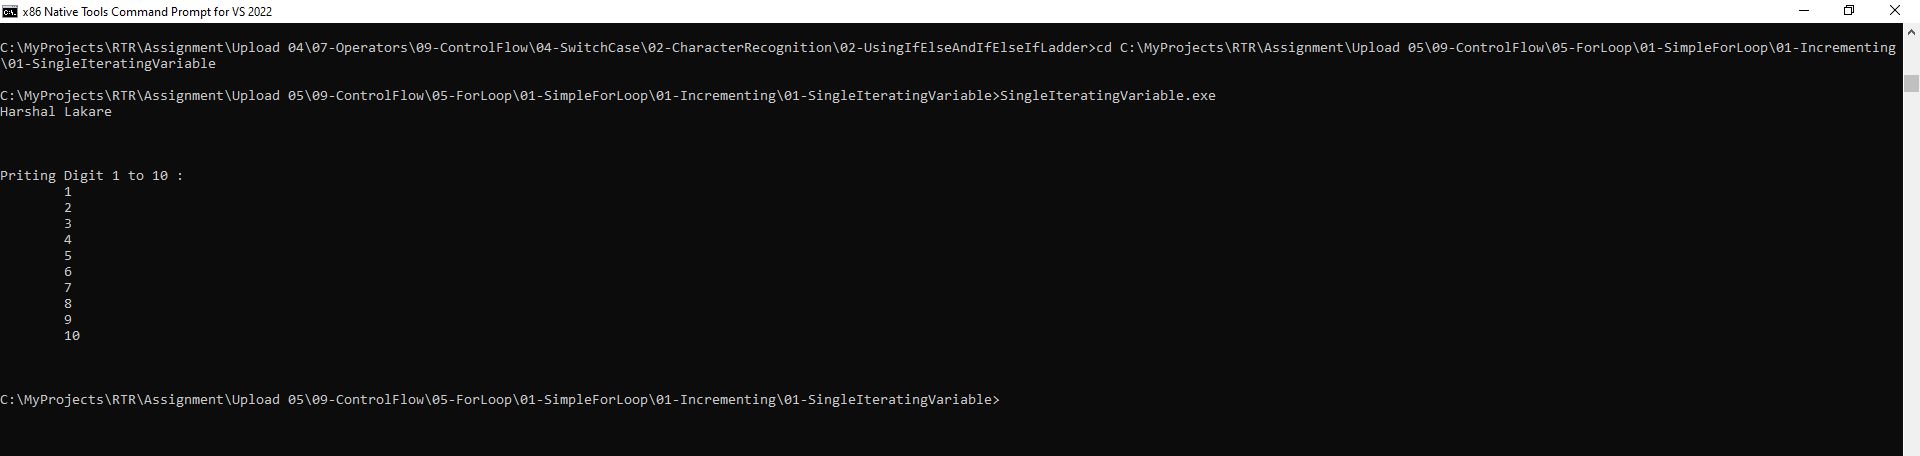 x86 Native Tools Command Prompt for VS 2022
C:\MyProjects\RTR\Assignment\Upload 04\07-Operators\09-ControlFlow\04-SwitchCase\02-CharacterRecognition\02-UsingIfElseAndIfElseIfLadder>cd C:\MyProjects\RTR\Assignment\Upload 05\09-ControlFlow\05-ForLoop\01-SimpleForLoop\01-Incrementing
\01-SingleIteratingVariable
C:\MyProjects\RTR\Assignment\Upload 05\09-ControlFlow\05-ForLoop\01-SimpleForLoop\01-Incrementing\01-SingleIteratingVariable>SingleIteratingVariable.exe
Harshal Lakare
Priting Digit 1 to 10 :
1
2
3
4
5
6
7
8
9
10
C:\MyProjects\RTR\Assignment\Upload 05\09-ControlFlow\05-ForLoop\01-SimpleForLoop\01-Incrementing\01-SingleIteratingVariable>